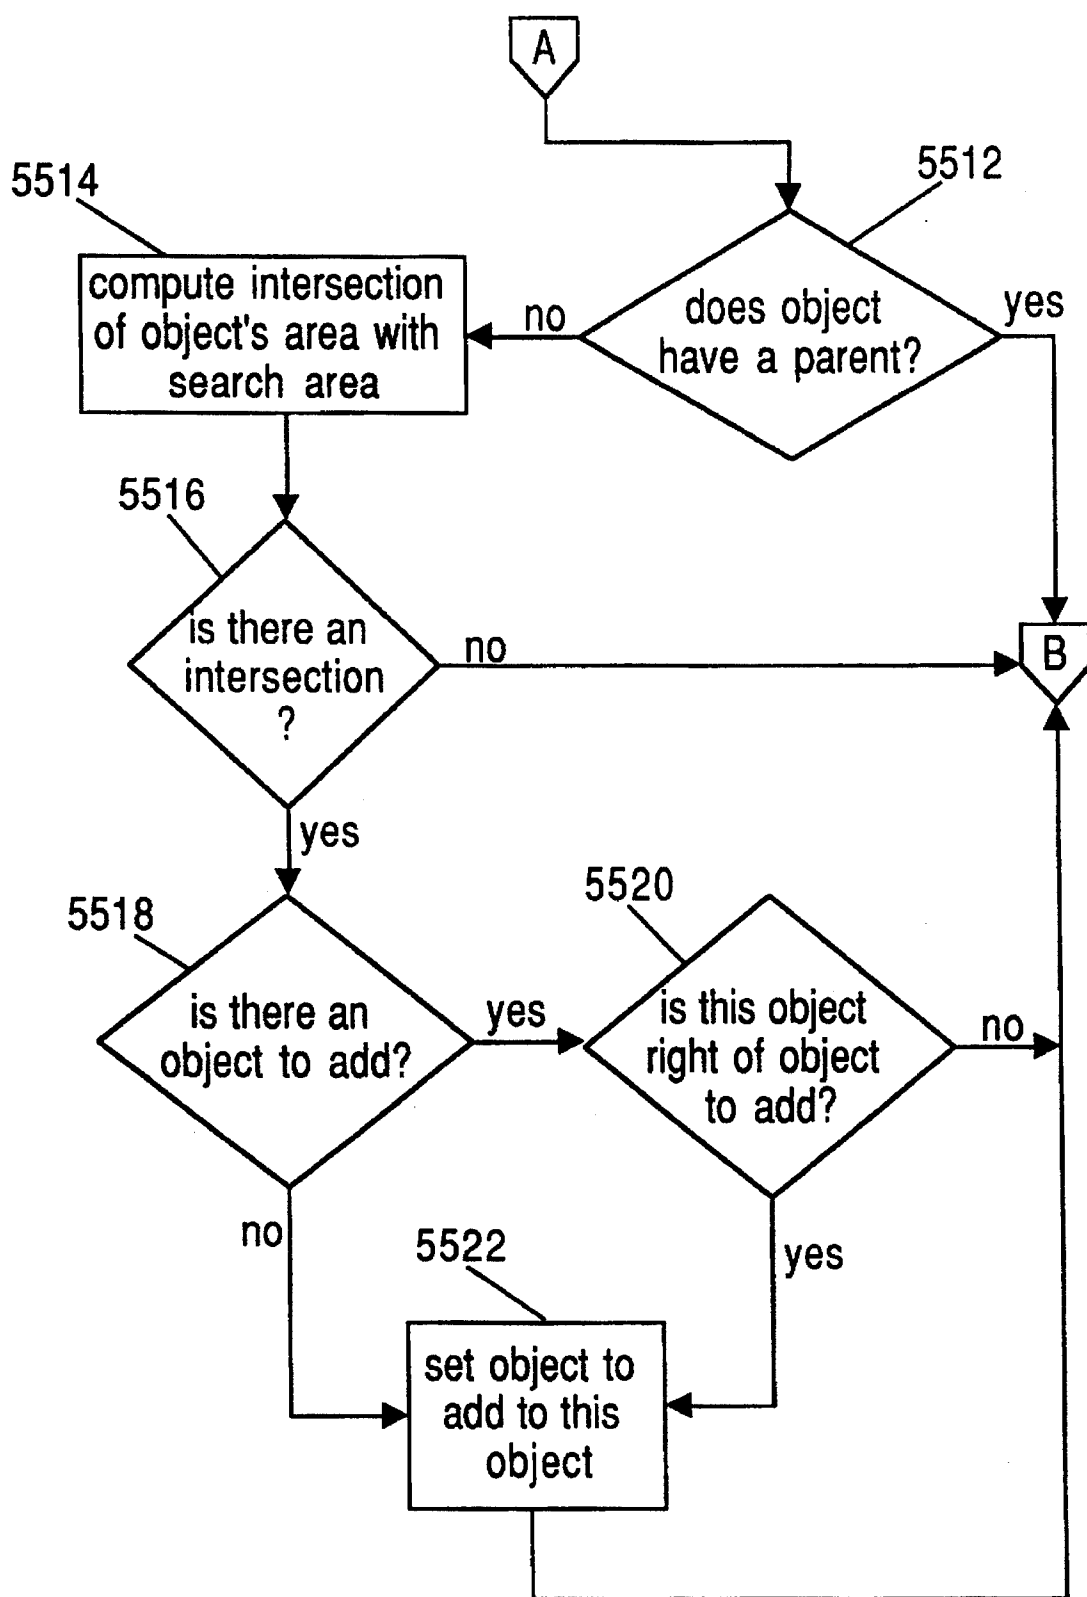 A
5514
5512
compute intersection
of object's area with
search area
no
does object
have a parent?
yes
5516
is there an
intersection
?
no
B
yes
5518
5520
is there an
object to add?
yes
is this object
right of object
to add?
no
no
5522
yes
set object to
add to this
object